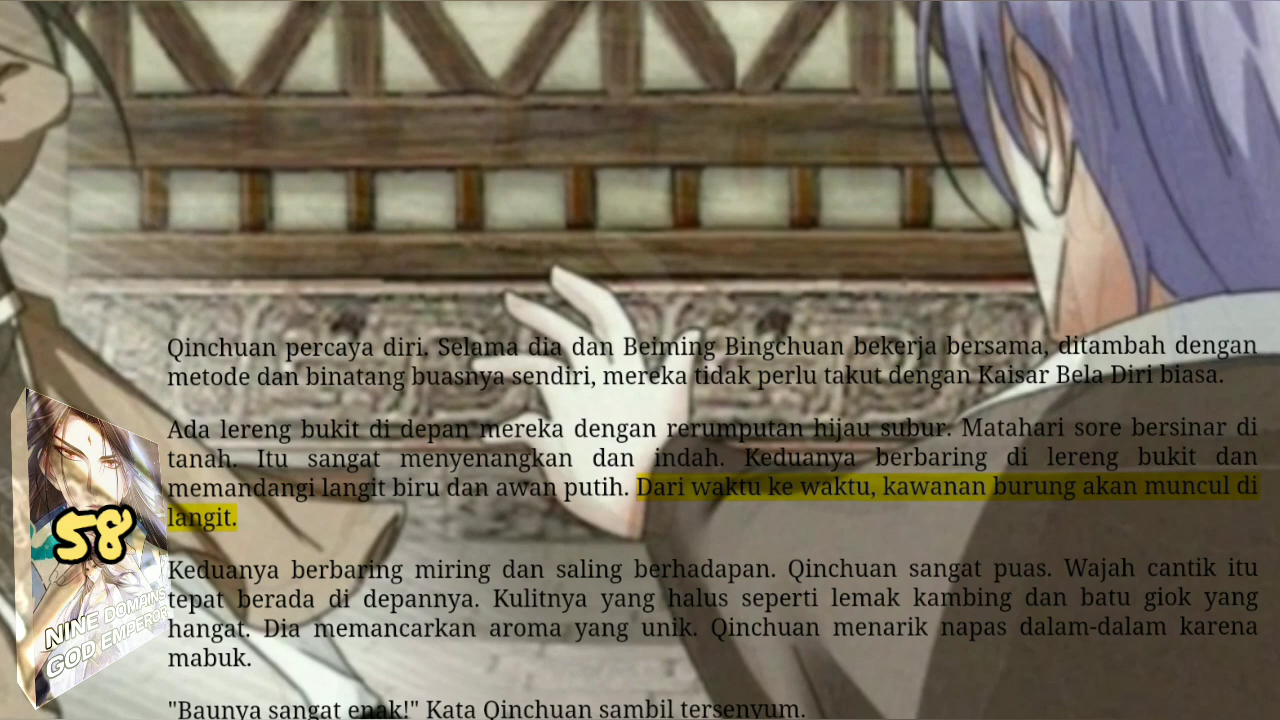 Qinchuan percaya diri. Selama dia dan Beiming Bingchuan bekerja bersama, ditambah dengan
metode dan binatang buasnya sendiri, mereka tidak perlu takut dengan Kaisar Bela Diri biasa.
Ada lereng bukit di depan mereka dengan rerumputan hijau subur. Matahari sore bersinar di
tanah. Itu sangat menyenangkan dan indah. Keduanya berbaring di lereng bukit dan
memandangi langit biru dan awan putih. Dari waktu ke waktu, kawanan burung akan muncul di
langit.
Keduanya berbaring miring dan saling berhadapan. Qinchuan sangat puas. Wajah cantik itu
tepat berada di depannya. Kulitnya yang halus seperti lemak kambing dan batu giok yang
hangat. Dia memancarkan aroma yang unik. Qinchuan menarik napas dalam-dalam karena
mabuk.
"Baunya sangat enak!" Kata Qinchuan sambil tersenyum.
58
NINE DOMAINS
GOD EMPEROR